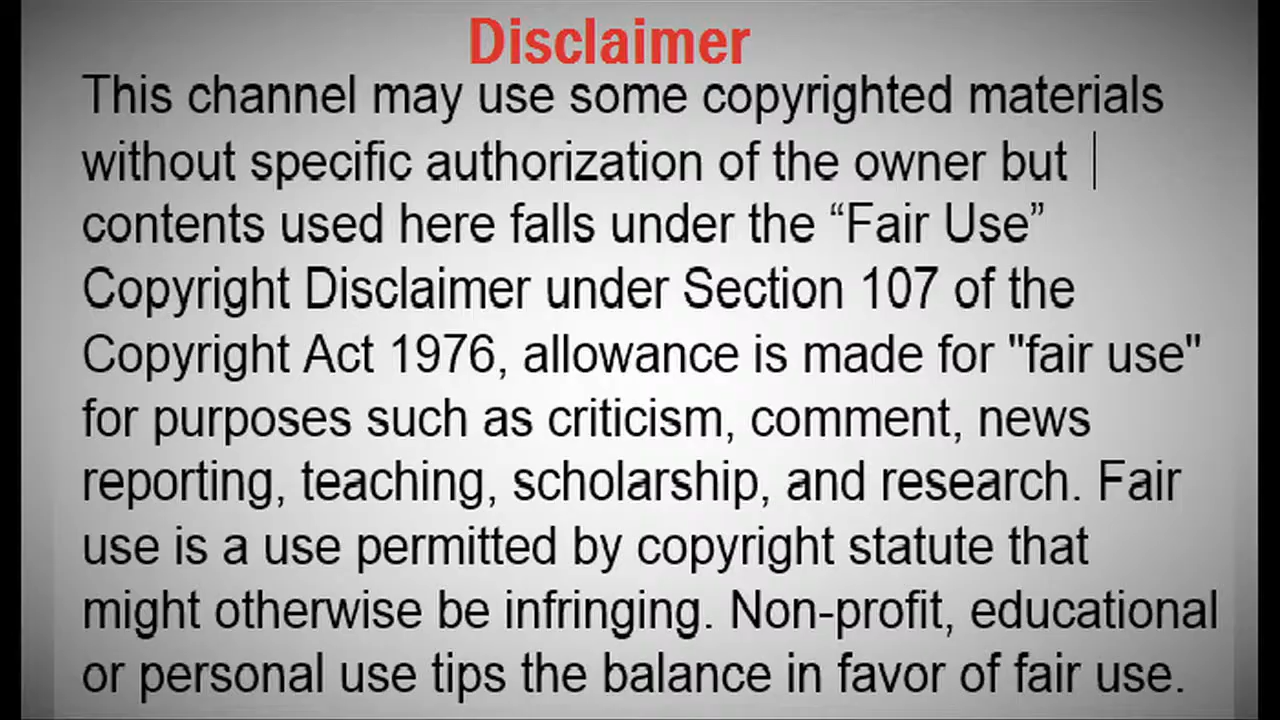 Disclaimer
This channel may use some copyrighted materials
without specific authorization of the owner but
contents used here falls under the “Fair Use”
Copyright Disclaimer under Section 107 of the
Copyright Act 1976, allowance is made for "fair use"
for purposes such as criticism, comment, news
reporting, teaching, scholarship, and research. Fair
use is a use permitted by copyright statute that
might otherwise be infringing. Non-profit, educational
or personal use tips the balance in favor of fair use.